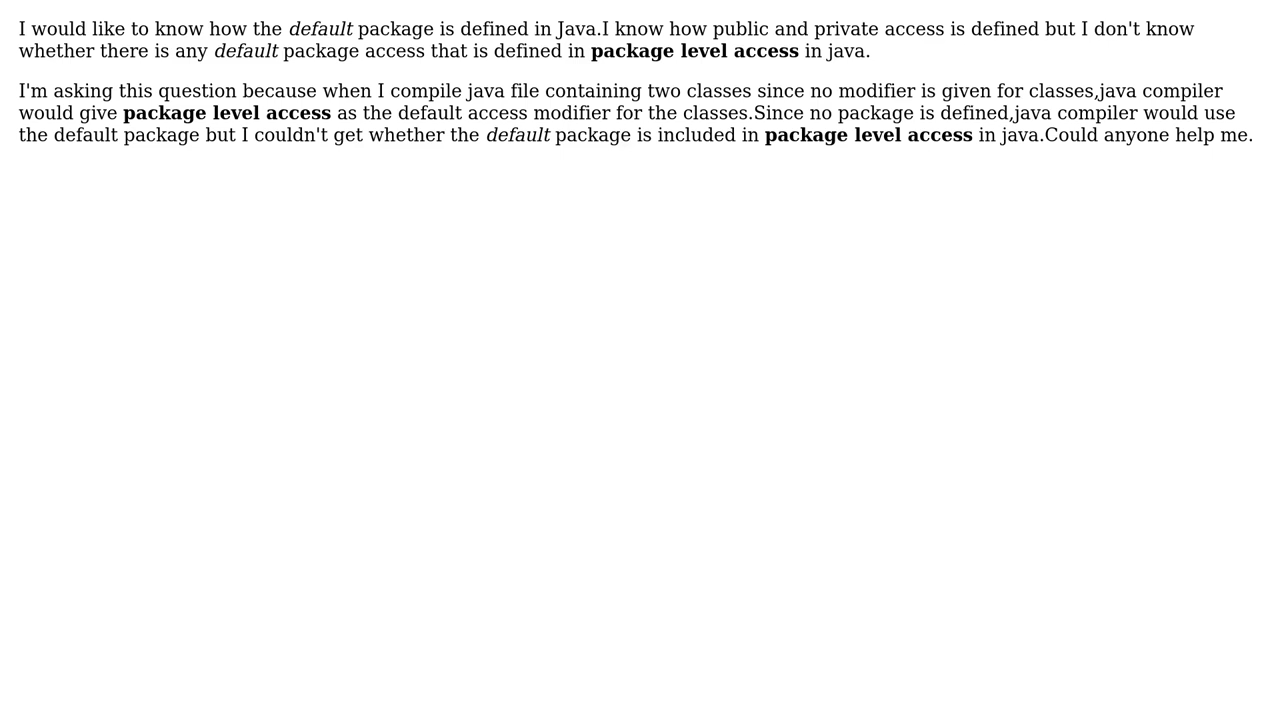 I would like to know how the default package is defined in Java.I know how public and private access is defined but I don't know
whether there is any default package access that is defined in package level access in java.
I'm asking this question because when I compile java file containing two classes since no modifier is given for classes,java compiler
would give package level access as the default access modifier for the classes.Since no package is defined,java compiler would use
the default package but I couldn't get whether the default package is included in package level access in java.Could anyone help me.